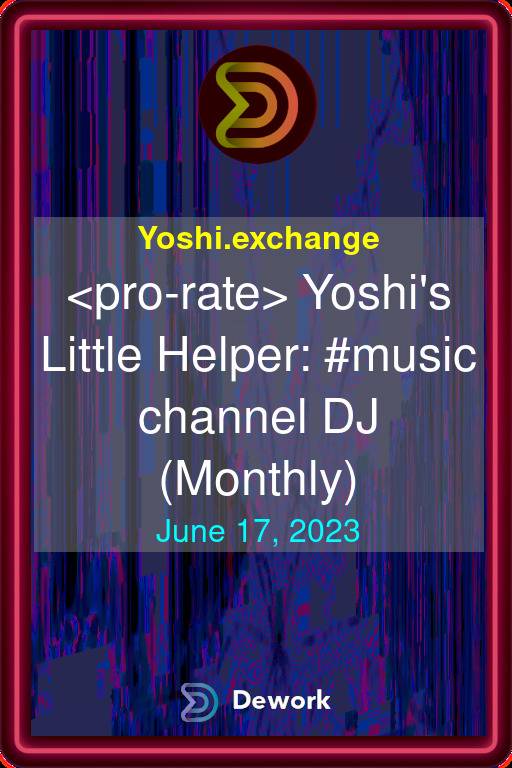 Yoshi.exchange
<pro-rate> Yoshi's
Little Helper: #music
channel DJ
(Monthly)
June 17, 2023
Dework